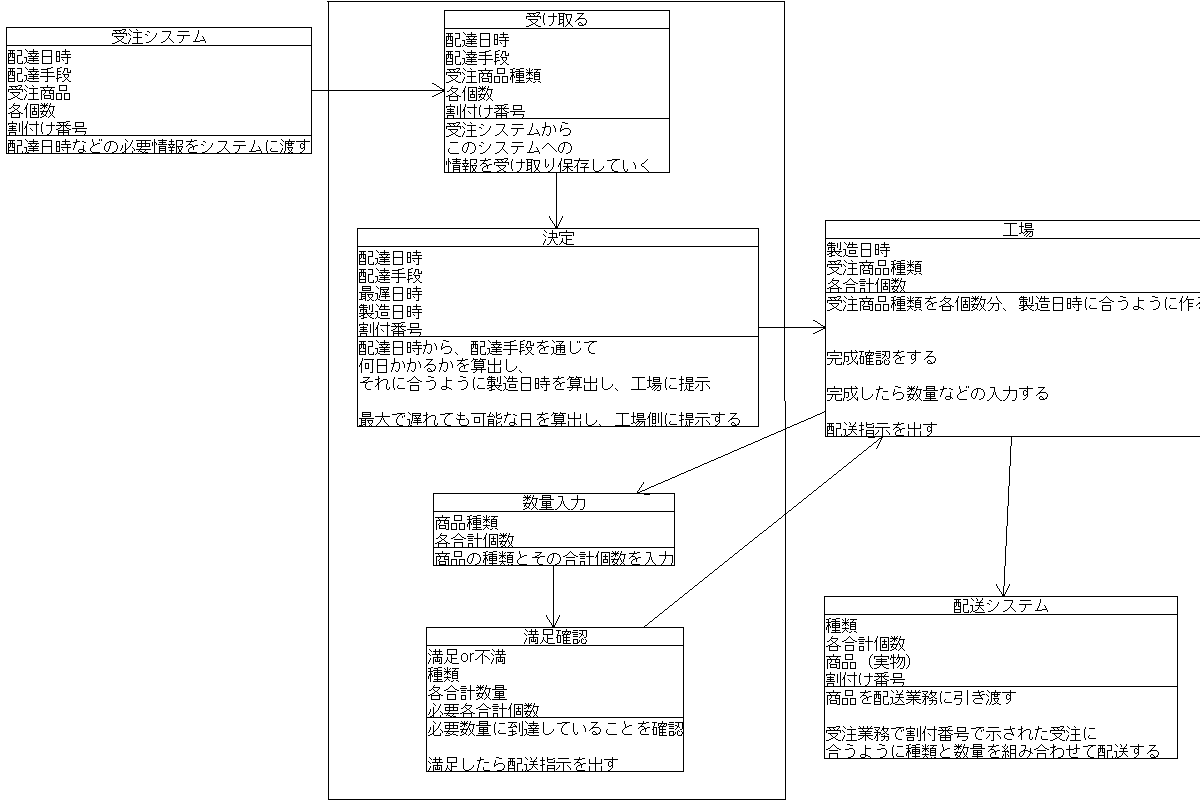 受注システム
配達日時
配達手段
受注商品
各個数
割付け番号
配達日時などの必要情報をシステムに渡す
受け取る
配達日時
配達手段
受注商品種類
各個数
割付け番号
受注システムから
このシステムへの
情報を受け取り保存していく
決定
配達日時
配達手段
最遅日時
製造日時
割付番号
配達日時から、配達手段を通じて
何日かかるかを算出し、
それに合うように製造日時を算出し、工場に提示
最大で遅れても可能な日を算出し、工場側に提示する
工場
製造日時
受注商品種類
各合計個数
受注商品種類を各個数分、製造日時に合うように作る
完成確認をする
完成したら数量などの入力する
配送指示を出す
数量入力
商品種類
各合計個数
商品の種類とその合計個数を入力
満足確認
満足or不満
種類
各合計数量
必要各合計個数
必要数量に到達していることを確認
満足したら配送指示を出す
配送システム
種類
各合計個数
商品（実物）
割付け番号
商品を配送業務に引き渡す
受注業務で割付番号で示された受注に
合うように種類と数量を組み合わせて配送する